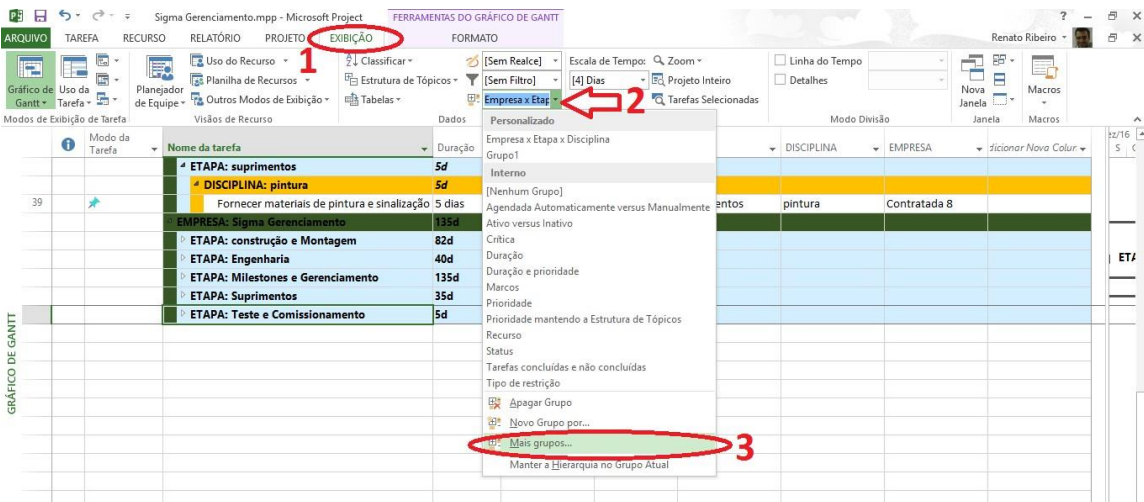 Sigma Gerenciamento.mpp - Microsoft Project
FERRAMENTAS DO GRÁFICO DE GANTT
?
ARQUIVO TAREFA RECURSO RELATÓRIO PROJETO EXIBIÇÃO FORMATO
Renato Ribeiro
1
Gráfico de Gantt
Uso da Tarefa
Modos de Exibição de Tarefa
Planejador de Equipe
Uso do Recurso
Planilha de Recursos
Outros Modos de Exibição
Visões de Recurso
Classificar
Estrutura de Tópicos
Tabelas
[Sem Realce]
[Sem Filtro]
Empresa x Etap
Dados
2
Escala de Tempo:
[4] Dias
Zoom
Projeto Inteiro
Tarefas Selecionadas
Linha do Tempo
Detalhes
Modo Divisão
Nova Janela
Janela
Macros
Macros
Modo da Tarefa
Nome da tarefa
Duração
DISCIPLINA
EMPRESA
dicionar Nova Colun
ez/16
S
ETAPA: suprimentos 5d
DISCIPLINA: pintura 5d
39 Fornecer materiais de pintura e sinalização 5 dias entos pintura Contratada 8
EMPRESA: Sigma Gerenciamento 135d
ETAPA: construção e Montagem 82d
ETAPA: Engenharia 40d
ETAPA: Milestones e Gerenciamento 135d
ETAPA: Suprimentos 35d
ETAPA: Teste e Comissionamento 5d
ETA
GRÁFICO DE GANTT
Personalizado
Empresa x Etapa x Disciplina
Grupo1
Interno
[Nenhum Grupo]
Agendada Automaticamente versus Manualmente
Ativo versus Inativo
Crítica
Duração
Duração e prioridade
Marcos
Prioridade
Prioridade mantendo a Estrutura de Tópicos
Recurso
Status
Tarefas concluídas e não concluídas
Tipo de restrição
Apagar Grupo
Novo Grupo por...
Mais grupos...
3
Manter a Hierarquia no Grupo Atual